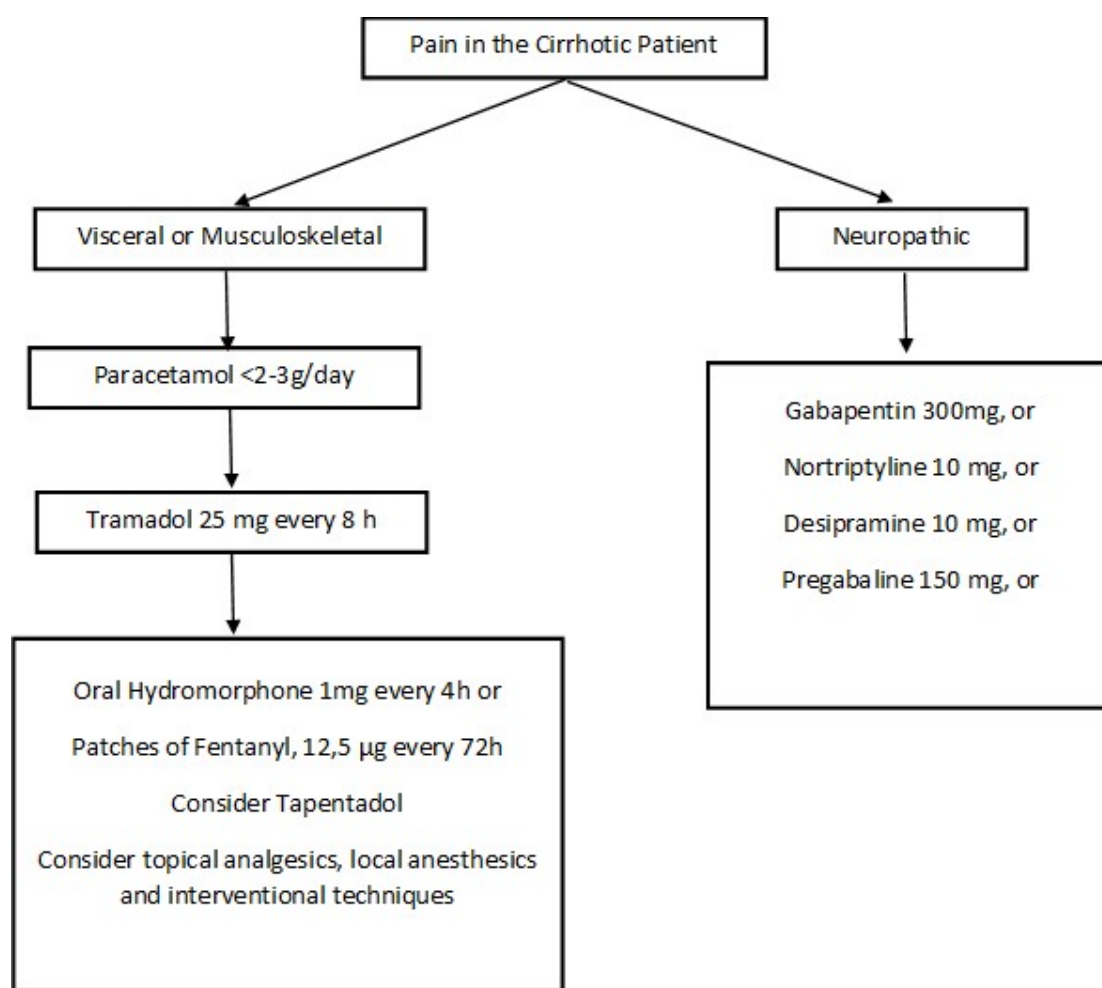 Pain in the Cirrhotic Patient
Visceral or Musculoskeletal
Neuropathic
Paracetamol <2-3g/day
Tramadol 25 mg every 8 h
Oral Hydromorphone 1mg every 4h or
Patches of Fentanyl, 12,5 µg every 72h
Consider Tapentadol
Consider topical analgesics, local anesthesics
and interventional techniques
Gabapentin 300mg, or
Nortriptyline 10 mg, or
Desipramine 10 mg, or
Pregabaline 150 mg, or